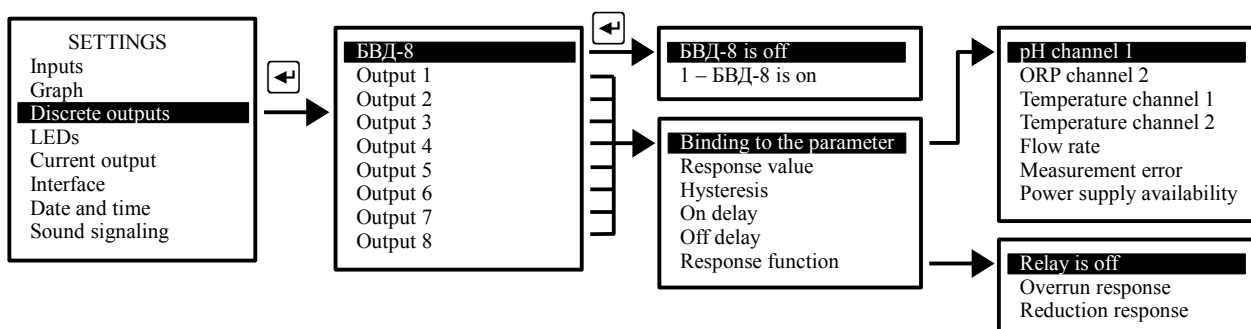 SETTINGS
Inputs
Graph
Discrete outputs
LEDs
Current output
Interface
Date and time
Sound signaling
БВД-8
Output 1
Output 2
Output 3
Output 4
Output 5
Output 6
Output 7
Output 8
БВД-8 is off
1 – БВД-8 is on
Binding to the parameter
Response value
Hysteresis
On delay
Off delay
Response function
pH channel 1
ORP channel 2
Temperature channel 1
Temperature channel 2
Flow rate
Measurement error
Power supply availability
Relay is off
Overrun response
Reduction response